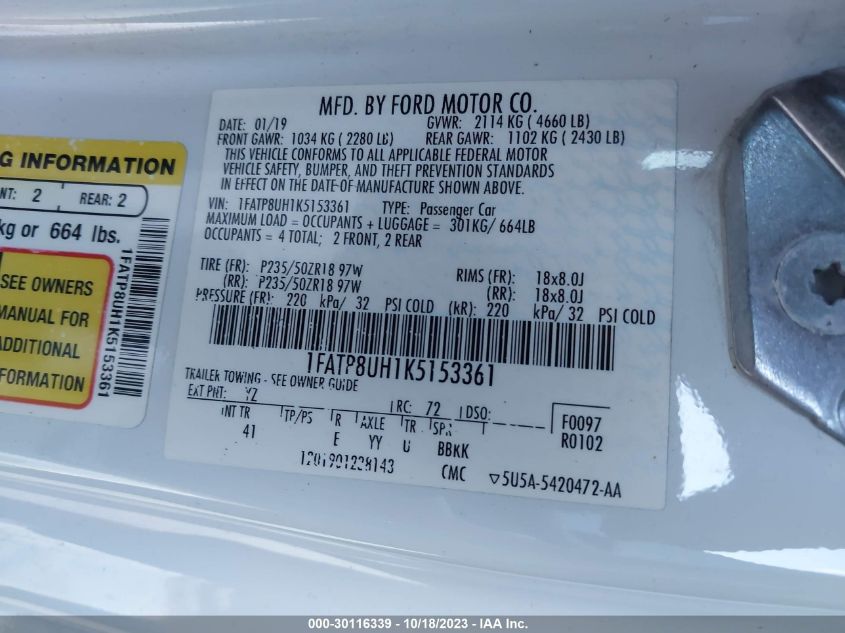 MFD. BY FORD MOTOR CO.
DATE: 01/19 GVWR: 2114 KG ( 4660 LB)
FRONT GAWR: 1034 KG ( 2280 LB) REAR GAWR: 1102 KG ( 2430 LB)
THIS VEHICLE CONFORMS TO ALL APPLICABLE FEDERAL MOTOR
VEHICLE SAFETY, BUMPER, AND THEFT PREVENTION STANDARDS
IN EFFECT ON THE DATE OF MANUFACTURE SHOWN ABOVE.
VIN: 1FATP8UH1K5153361 TYPE: Passenger Car
MAXIMUM LOAD = OCCUPANTS + LUGGAGE = 301KG/ 664LB
OCCUPANTS = 4 TOTAL; 2 FRONT, 2 REAR
TIRE (FR): P235/50ZR18 97W RIMS (FR): 18x8.0J
(RR): P235/50ZR18 97W (RR): 18x8.0J
PRESSURE (FR): 220 kPa/ 32 PSI COLD (RR): 220 kPa/ 32 PSI COLD
1FATP8UH1K5153361
TRAILER TOWING - SEE OWNER GUIDE
EXT PNT: YZ RC: 72 DSO: F0097
INT TR TP/PS R AXLE TR SPR R0102
41 E YY U BBKK
1201901228143 CMC 5U5A-5420472-AA
G INFORMATION
NT: 2 REAR: 2
kg or 664 lbs.
SEE OWNERS
MANUAL FOR
ADDITIONAL
FORMATION
1FATP8UH1K5153361
000-30116339 - 10/18/2023 - IAA Inc.